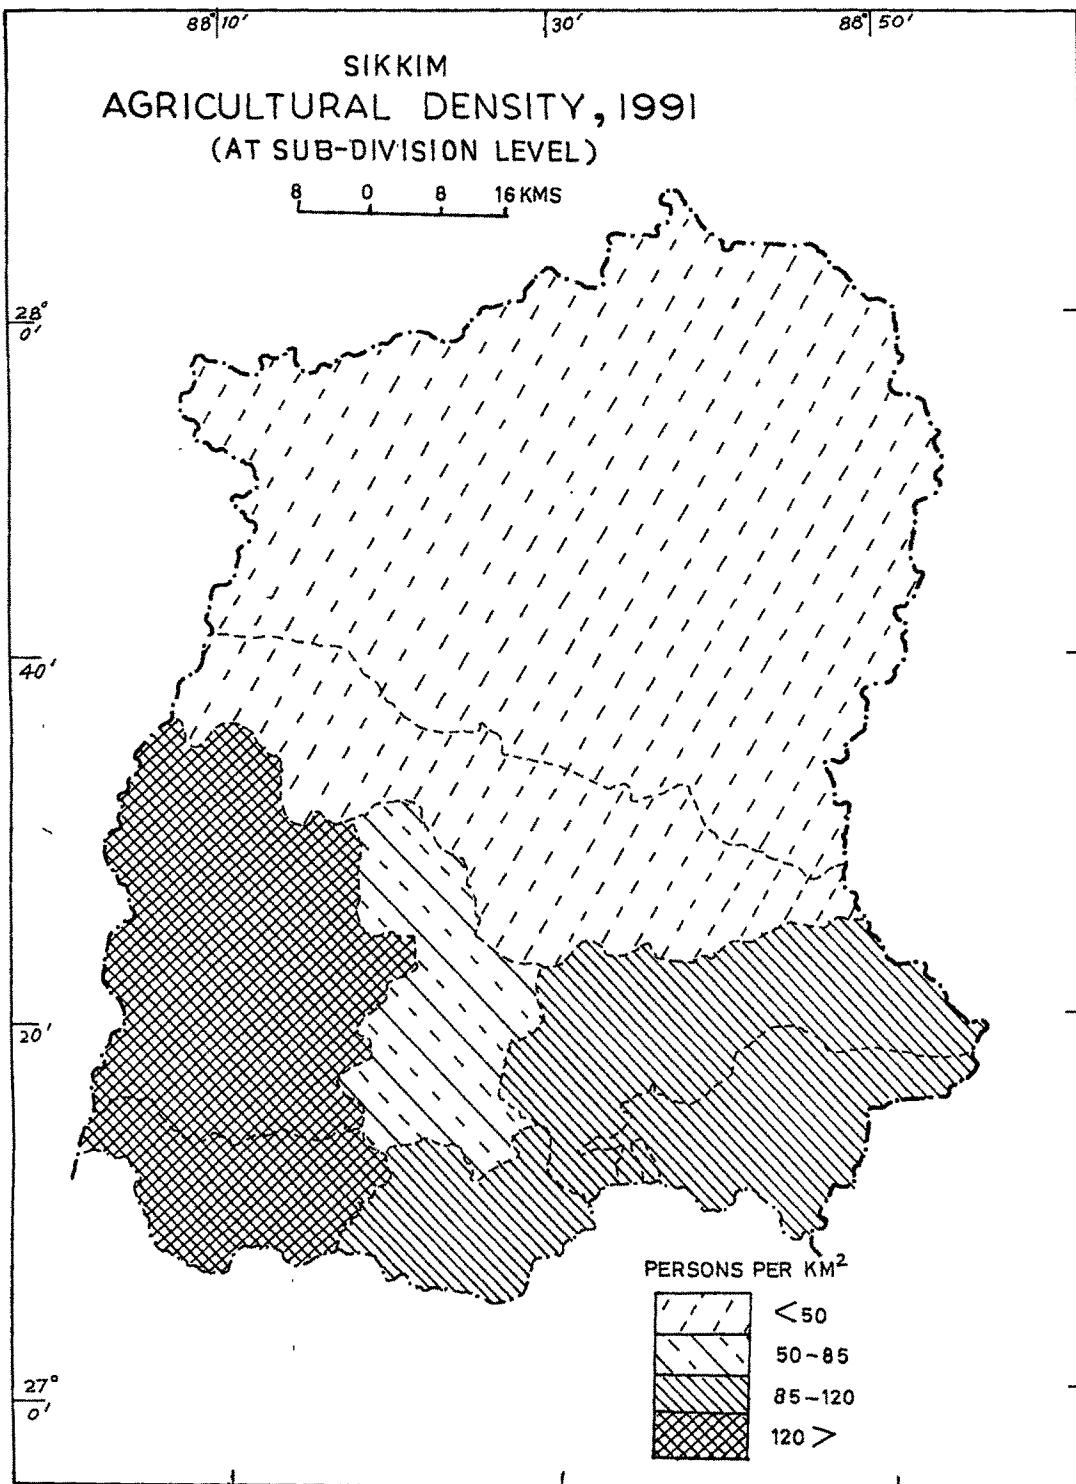 88° 10' 30' 88° 50'
SIKKIM
AGRICULTURAL DENSITY, 1991
(AT SUB-DIVISION LEVEL)
8 0 8 16 KMS
28°
0'
40'
20'
27°
0'
PERSONS PER KM²
<50
50-85
85-120
120>